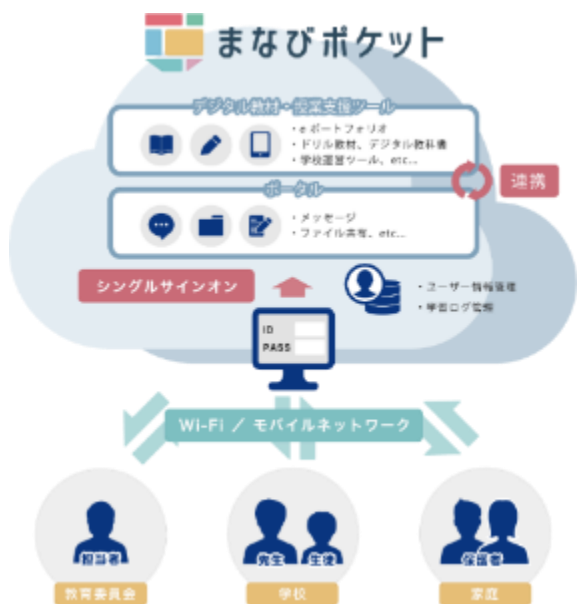 まなびポケット
デジタル教材・授業支援ツール
・eポートフォリオ
・ドリル教材、デジタル教科書
・学校運営ツール、etc...
連携
ポータル
・メッセージ
・ファイル共有、etc...
シングルサインオン
・ユーザー情報管理
・学習ログ管理
ID
PASS
Wi-Fi ／ モバイルネットワーク
担当者
先生
生徒
保護者
教育委員会
学校
家庭